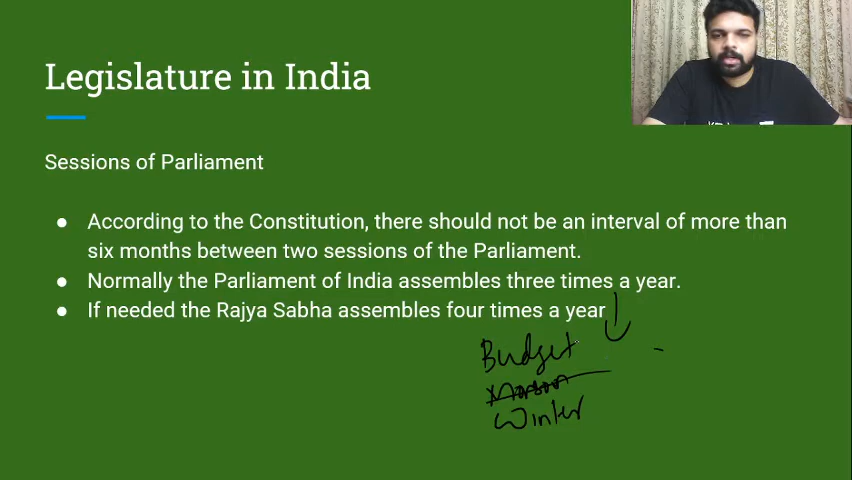 Legislature in India
Sessions of Parliament
● According to the Constitution, there should not be an interval of more than
six months between two sessions of the Parliament.
● Normally the Parliament of India assembles three times a year.
● If needed the Rajya Sabha assembles four times a year
Budget
Winter